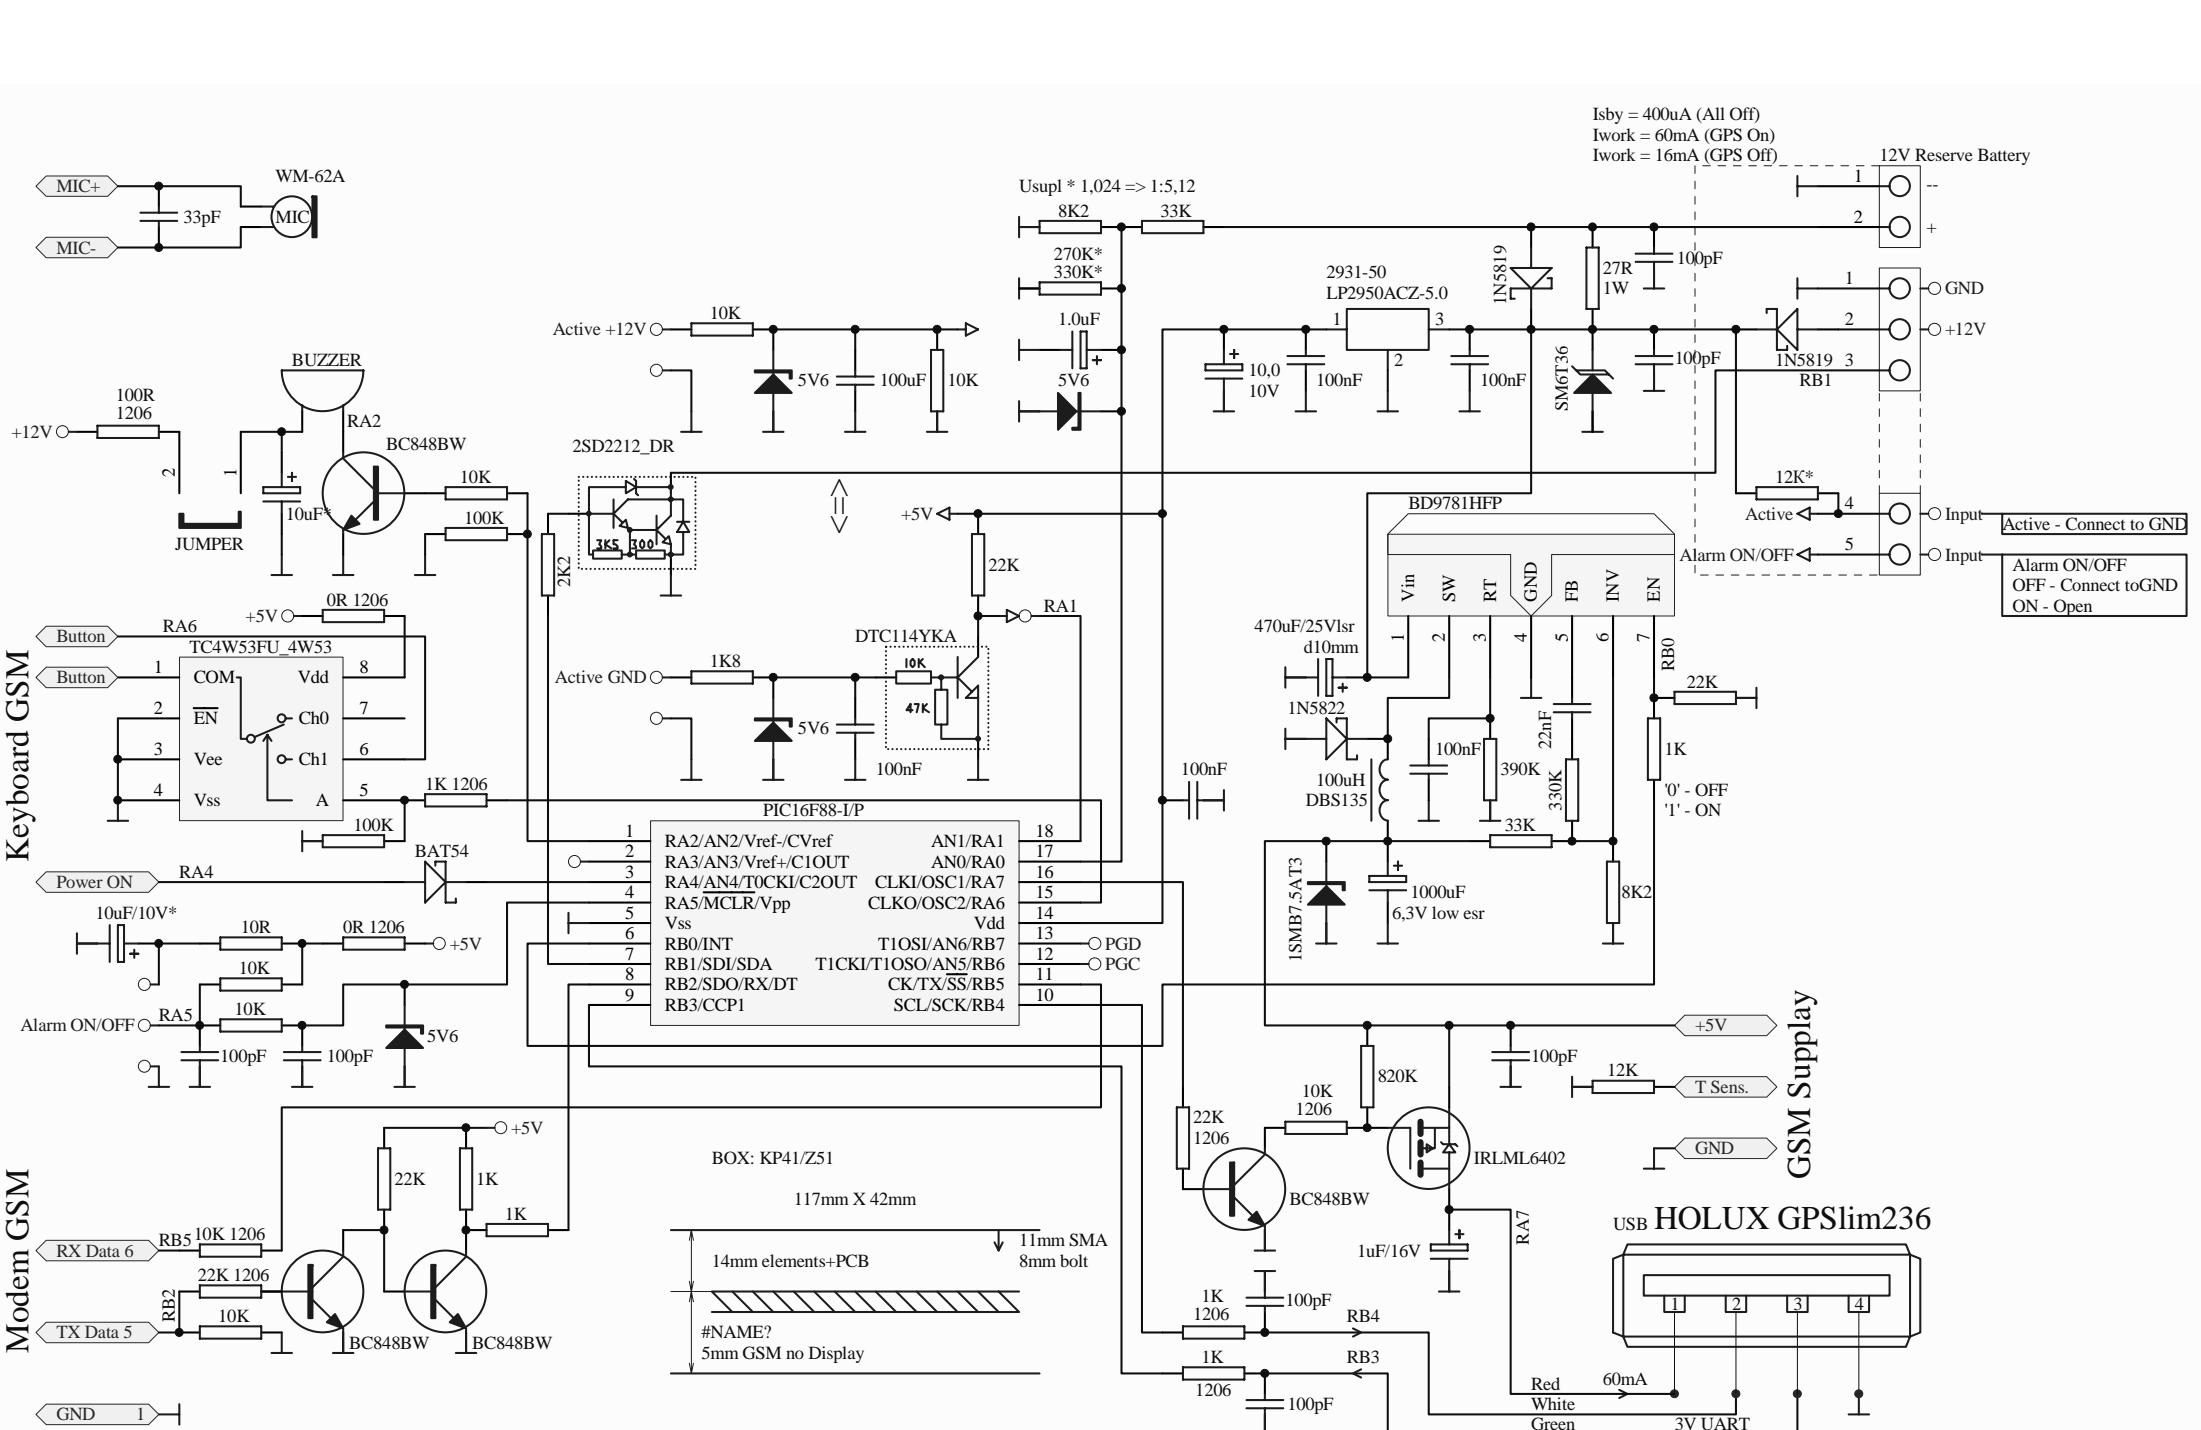 Isby = 400uA (All Off)
Iwork = 60mA (GPS On)
Iwork = 16mA (GPS Off)
12V Reserve Battery
1
--
2
+
MIC+
MIC-
33pF
WM-62A
MIC
Usupl * 1,024 => 1:5,12
8K2
33K
270K*
330K*
1.0uF
+
5V6
2931-50
LP2950ACZ-5.0
1
3
2
1N5819
27R
1W
100pF
1
GND
2
+12V
3
1N5819
RB1
+
10,0
10V
100nF
100nF
SM6T36
100pF
Active +12V
10K
5V6
100uF
10K
BUZZER
100R
1206
+12V
RA2
BC848BW
2
1
+
10uF*
JUMPER
10K
100K
2SD2212_DR
3K5
300
2K2
+5V
22K
RA1
BD9781HFP
Vin
SW
RT
GND
FB
INV
EN
1
2
3
4
5
6
7
RB0
12K*
Active
4
Input
Active - Connect to GND
Alarm ON/OFF
5
Input
Alarm ON/OFF
OFF - Connect toGND
ON - Open
Keyboard GSM
+5V
0R 1206
Button
RA6
TC4W53FU_4W53
Button
1
COM
Vdd
8
2
EN
Ch0
7
3
Vee
Ch1
6
4
Vss
A
5
1K 1206
100K
Active GND
1K8
5V6
100nF
DTC114YKA
10K
47K
100nF
470uF/25Vlsr
d10mm
+
1N5822
100uH
DBS135
100nF
390K
22nF
330K
33K
22K
1K
'0' - OFF
'1' - ON
8K2
1SMB7.5AT3
+
1000uF
6,3V low esr
Power ON
RA4
BAT54
PIC16F88-I/P
1
RA2/AN2/Vref-/CVref
AN1/RA1
18
2
RA3/AN3/Vref+/C1OUT
AN0/RA0
17
3
RA4/AN4/T0CKI/C2OUT
CLKI/OSC1/RA7
16
4
RA5/MCLR/Vpp
CLKO/OSC2/RA6
15
5
Vss
Vdd
14
6
RB0/INT
T1OSI/AN6/RB7
13
PGD
7
RB1/SDI/SDA
T1CKI/T1OSO/AN5/RB6
12
PGC
8
RB2/SDO/RX/DT
CK/TX/SS/RB5
11
9
RB3/CCP1
SCL/SCK/RB4
10
10uF/10V*
+
10R
0R 1206
+5V
10K
Alarm ON/OFF
RA5
10K
100pF
100pF
5V6
GSM Supplay
+5V
100pF
12K
T Sens.
GND
820K
10K
1206
22K
1206
BC848BW
IRLML6402
+
1uF/16V
RA7
Modem GSM
+5V
22K
1K
1K
RX Data 6
RB5
10K 1206
22K 1206
RB2
TX Data 5
10K
BC848BW
BC848BW
GND 1
BOX: KP41/Z51
117mm X 42mm
11mm SMA
8mm bolt
14mm elements+PCB
#NAME?
5mm GSM no Display
1K
1206
100pF
RB4
1K
1206
RB3
100pF
USB HOLUX GPSlim236
1
2
3
4
Red
60mA
White
Green
3V UART